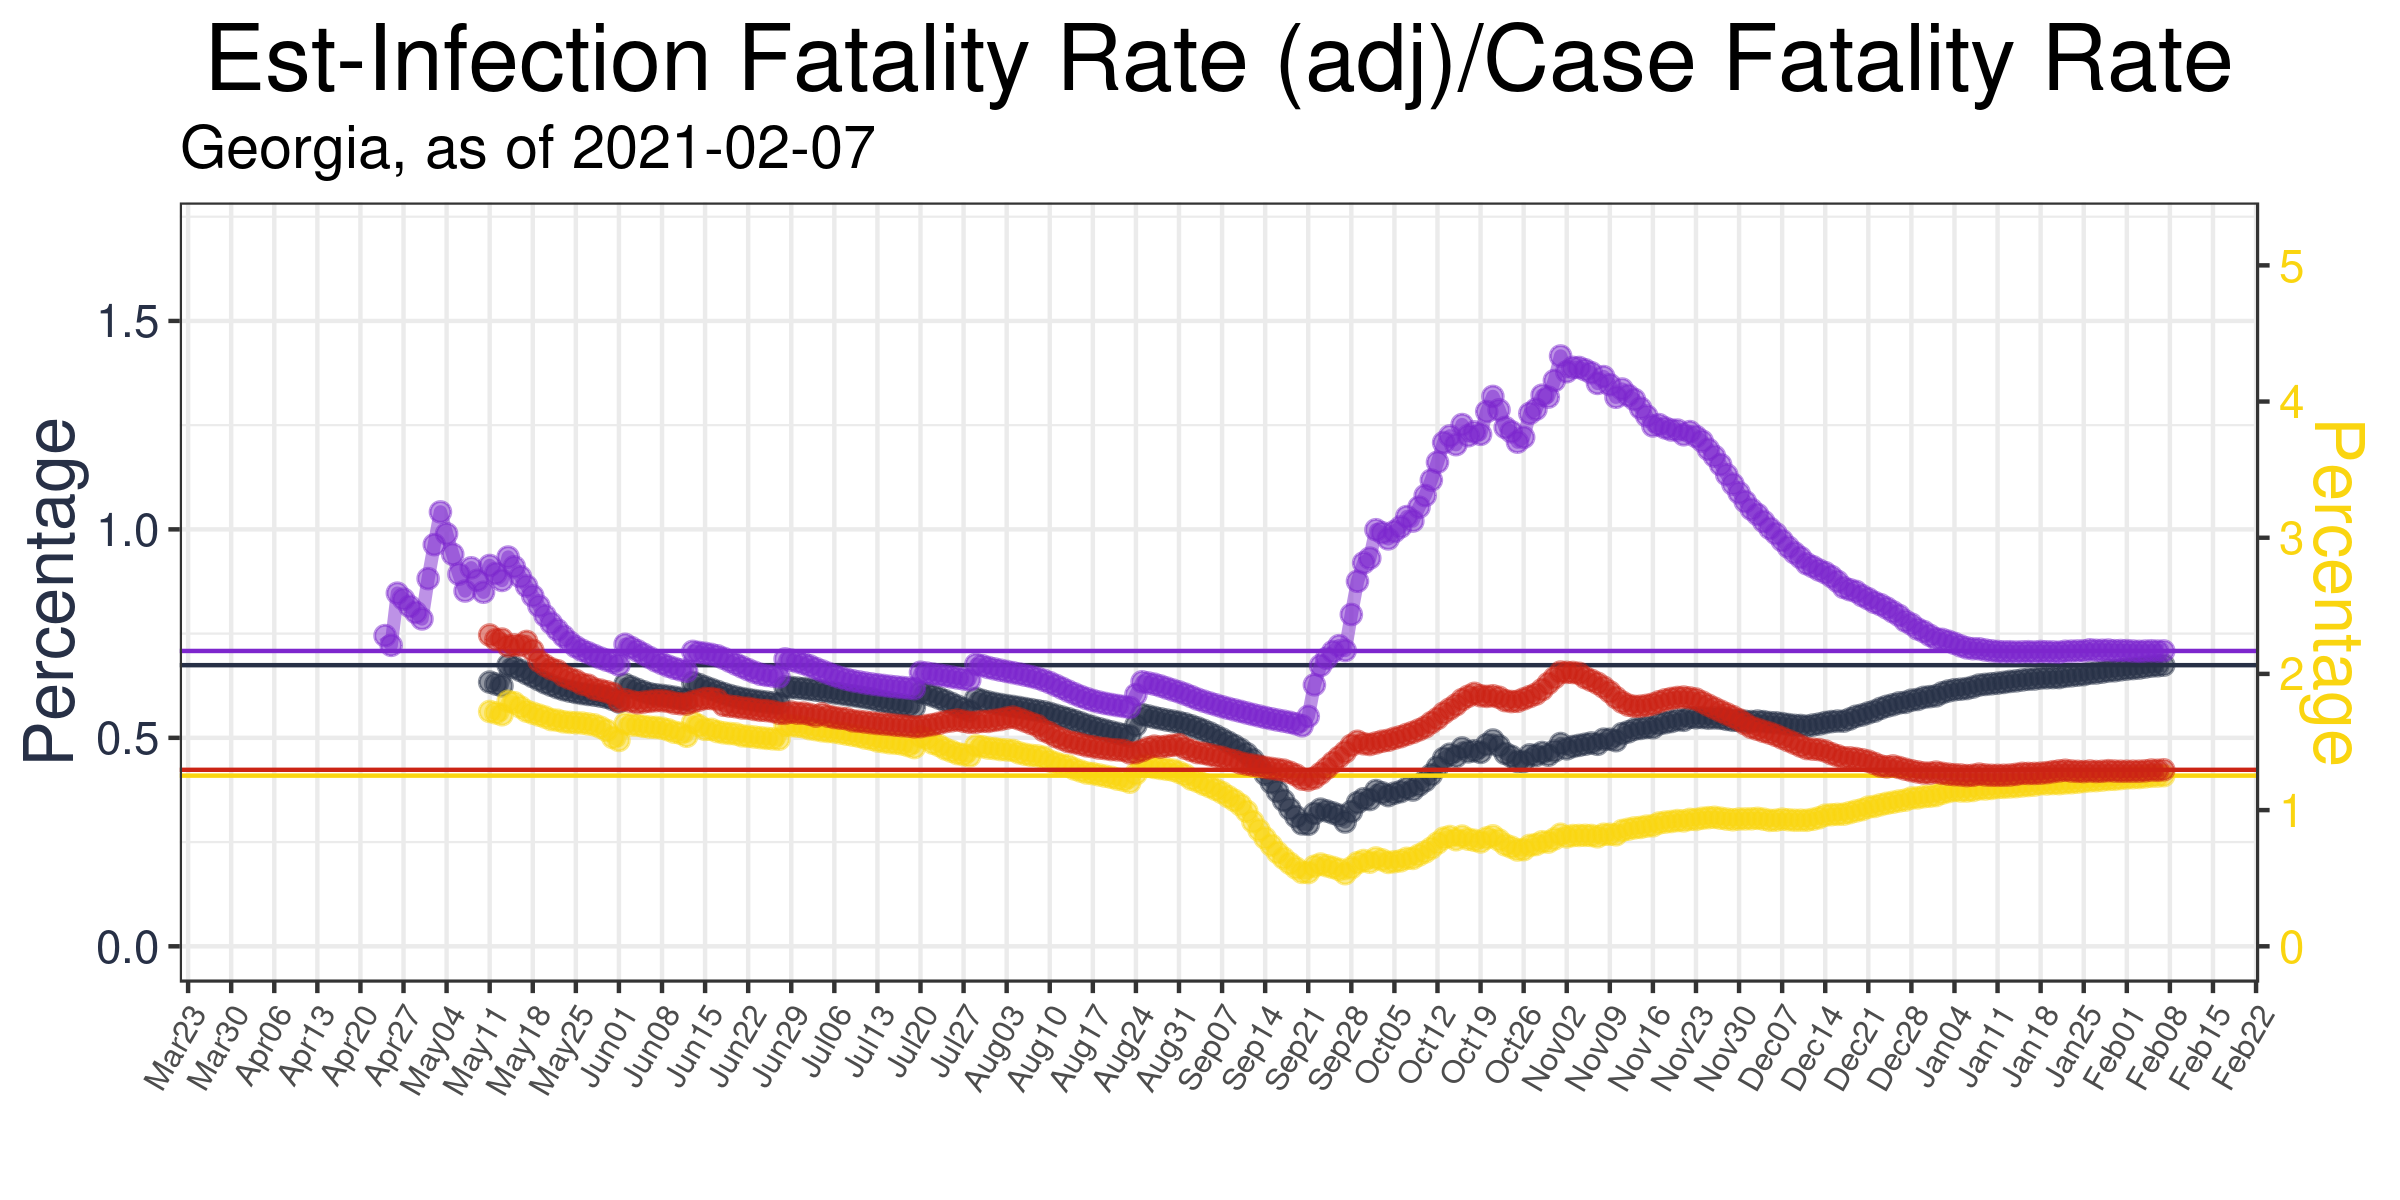 Est-Infection Fatality Rate (adj)/Case Fatality Rate
Georgia, as of 2021-02-07
Percentage
1.5
1.0
0.5
0.0
5
4
3
2
1
0
Percentage
Mar23
Mar30
Apr06
Apr13
Apr20
Apr27
May04
May11
May18
May25
Jun01
Jun08
Jun15
Jun22
Jun29
Jul06
Jul13
Jul20
Jul27
Aug03
Aug10
Aug17
Aug24
Aug31
Sep07
Sep14
Sep21
Sep28
Oct05
Oct12
Oct19
Oct26
Nov02
Nov09
Nov16
Nov23
Nov30
Dec07
Dec14
Dec21
Dec28
Jan04
Jan11
Jan18
Jan25
Feb01
Feb08
Feb15
Feb22